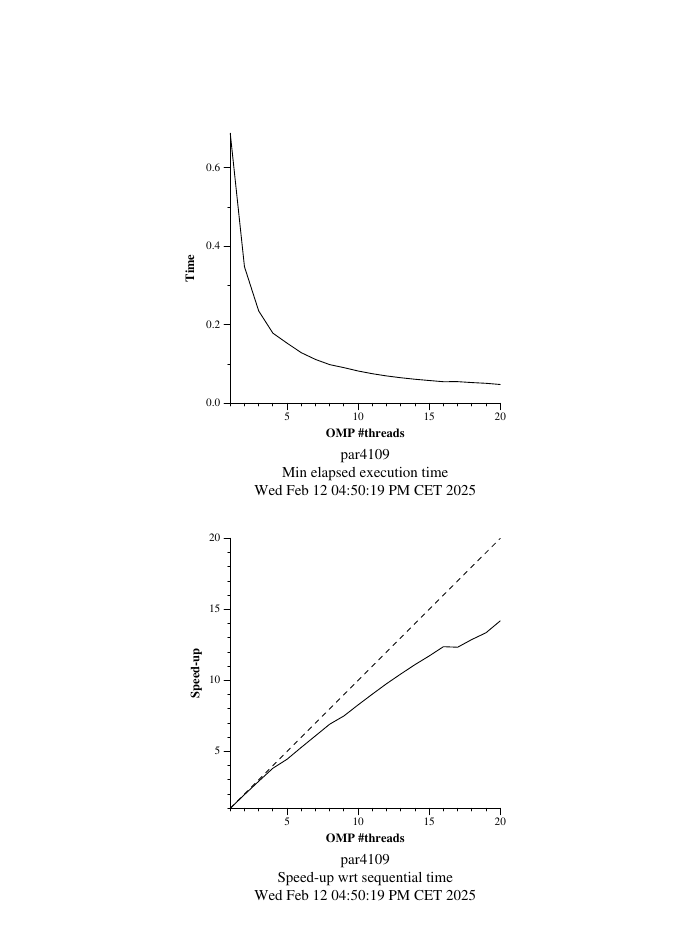 0.6
0.4
Time
0.2
0.0
5 10 15 20
OMP #threads
par4109
Min elapsed execution time
Wed Feb 12 04:50:19 PM CET 2025
20
15
Speed-up
10
5
5 10 15 20
OMP #threads
par4109
Speed-up wrt sequential time
Wed Feb 12 04:50:19 PM CET 2025